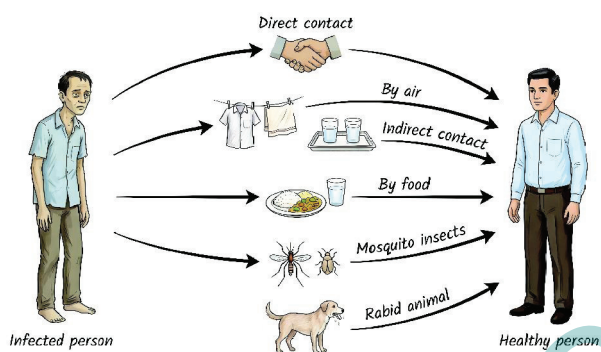 Direct contact
By air
Indirect contact
By food
Mosquito insects
Rabid animal
Infected person
Healthy person